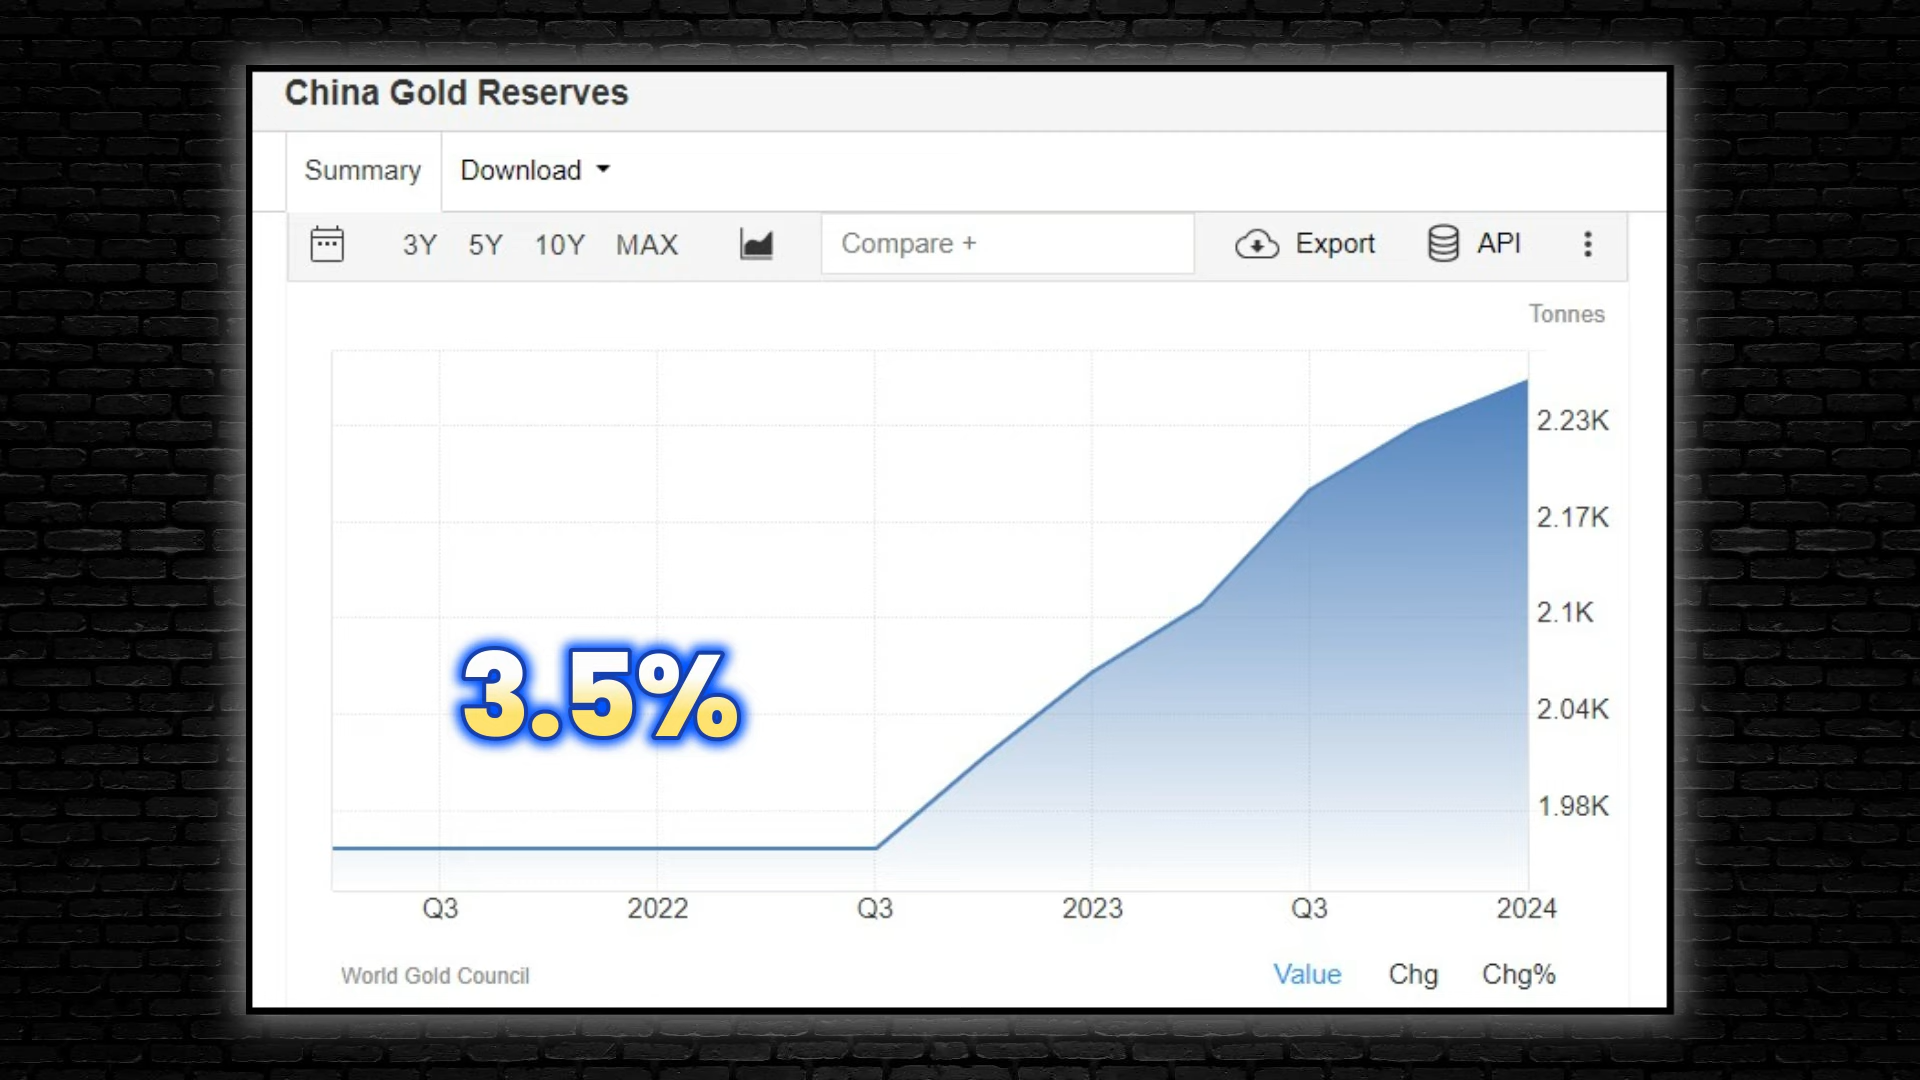 China Gold Reserves
Summary Download
3Y 5Y 10Y MAX Compare + Export API
Tonnes
2.23K
2.17K
2.1K
3.5%
2.04K
1.98K
Q3 2022 Q3 2023 Q3 2024
World Gold Council Value Chg Chg%